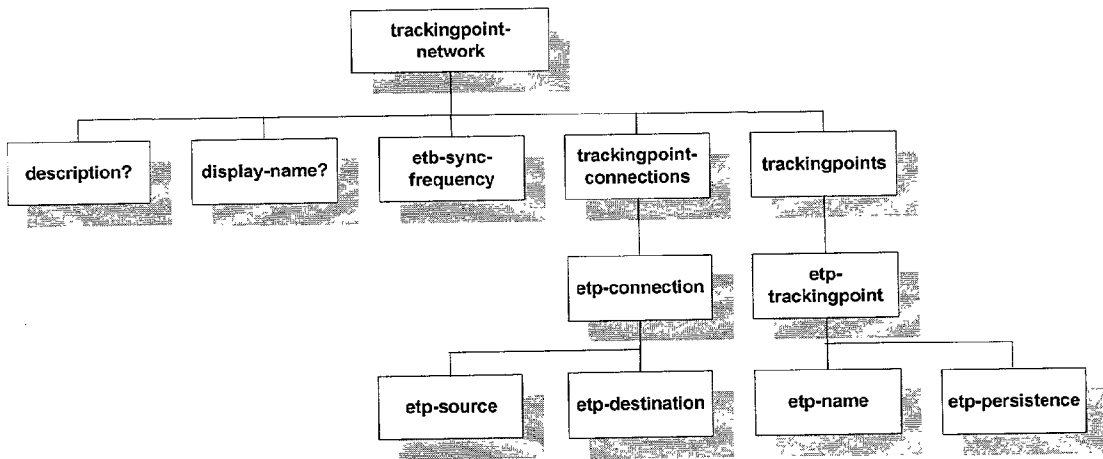 trackingpoint-
network
description?
display-name?
etb-sync-
frequency
trackingpoint-
connections
trackingpoints
etp-connection
etp-
trackingpoint
etp-source
etp-destination
etp-name
etp-persistence